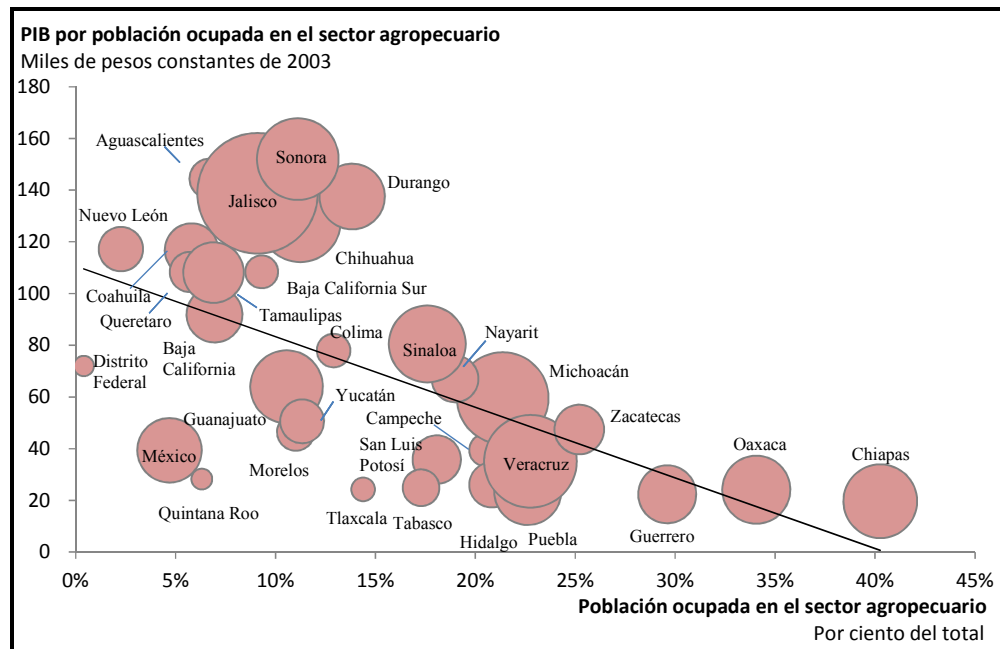 PIB por población ocupada en el sector agropecuario
Miles de pesos constantes de 2003
180
160
140
120
100
80
60
40
20
0
Aguascalientes
Sonora
Durango
Jalisco
Nuevo León
Chihuahua
Baja California Sur
Coahuila
Queretaro
Tamaulipas
Colima
Nayarit
Baja
California
Sinaloa
Distrito
Federal
Michoacán
Yucatán
Guanajuato
Campeche
Zacatecas
México
San Luis
Potosí
Veracruz
Oaxaca
Chiapas
Morelos
Quintana Roo
Tlaxcala
Tabasco
Hidalgo
Puebla
Guerrero
0%
5%
10%
15%
20%
25%
30%
35%
40%
45%
Población ocupada en el sector agropecuario
Por ciento del total